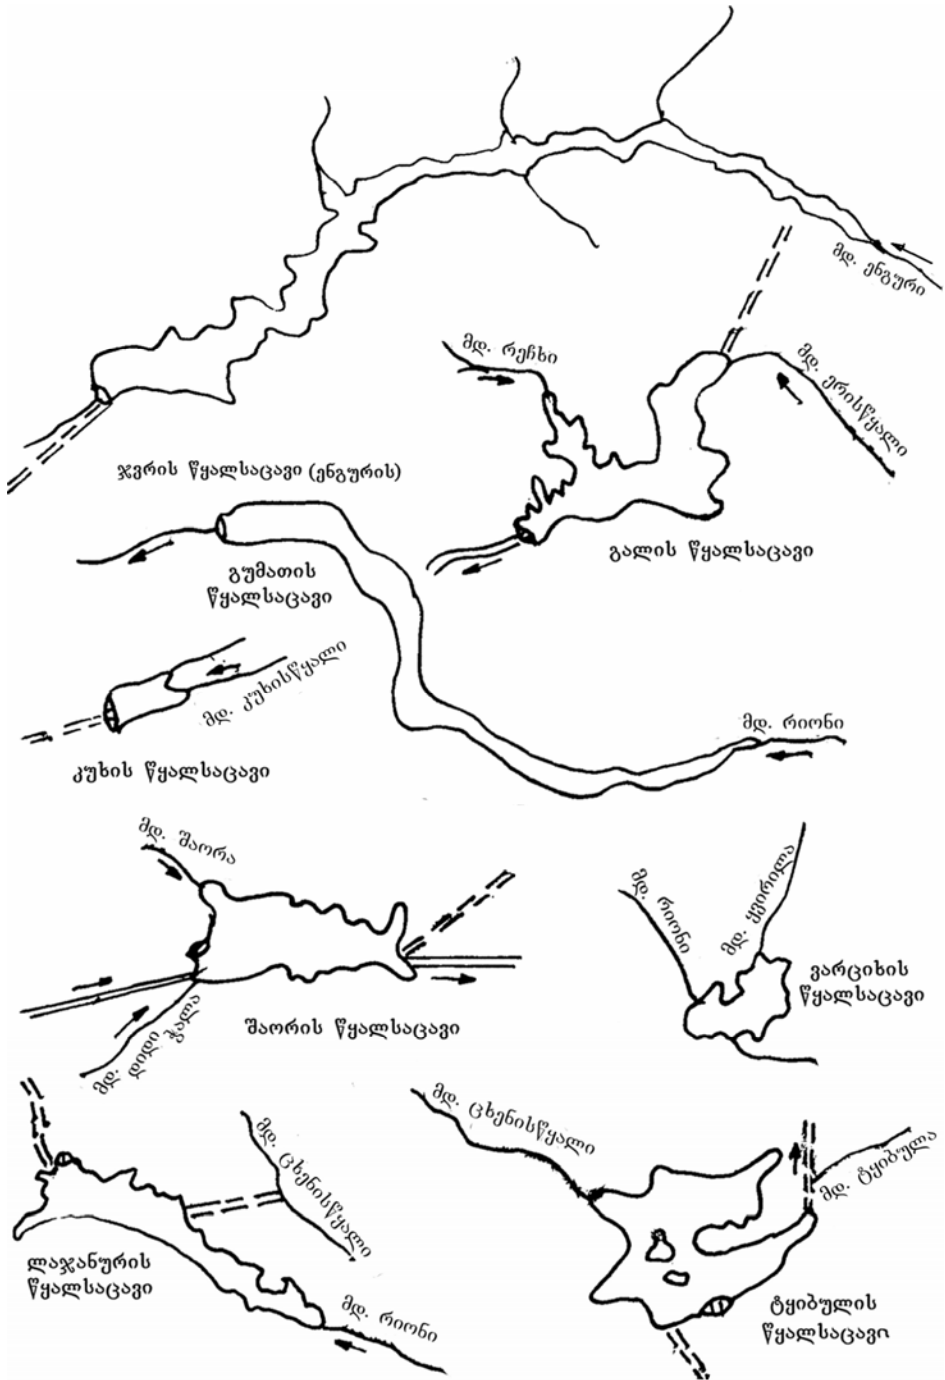 მდ. ენგური
მდ. რეჩხი
მდ. ერისწყალი
ჯვრის წყალსაცავი (ენგურის)
გალის წყალსაცავი
გუმათის
წყალსაცავი
მდ. კუხისწყალი
კუხის წყალსაცავი
მდ. რიონი
მდ. შაორა
მდ. რიონი
მდ. ყვირილა
ვარციხის
წყალსაცავი
შაორის წყალსაცავი
მდ. დიდი
ჭალა
მდ. ცხენისწყალი
მდ. ცხენისწყალი
მდ. ტყიბულა
ლაჯანურის
წყალსაცავი
მდ. რიონი
ტყიბულის
წყალსაცავი